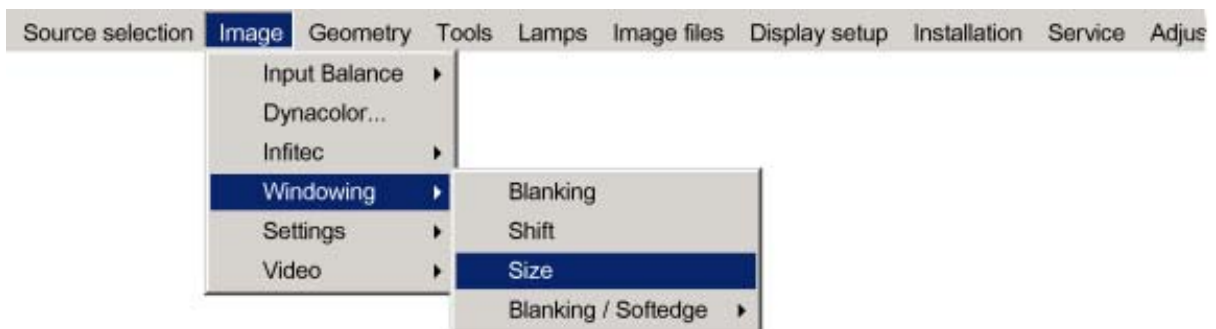 Source selection Image Geometry Tools Lamps Image files Display setup Installation Service Adjus
Input Balance
Dynacolor...
Infitec
Windowing
Settings
Video
Blanking
Shift
Size
Blanking / Softedge